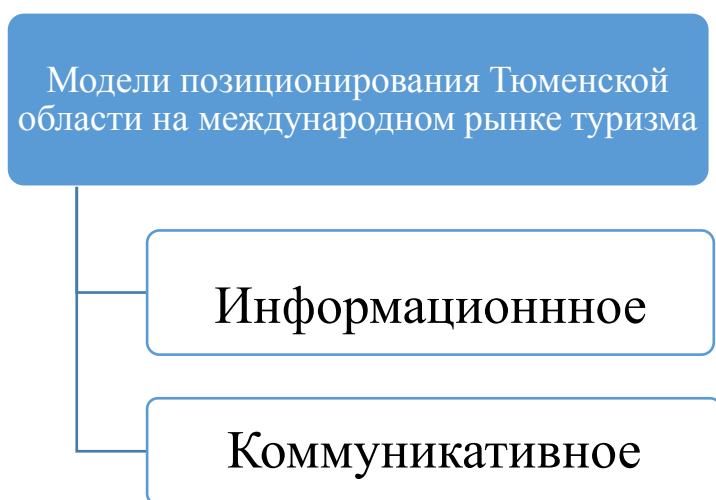 Модели позиционирования Тюменской
области на международном рынке туризма
Информационнное
Коммуникативное